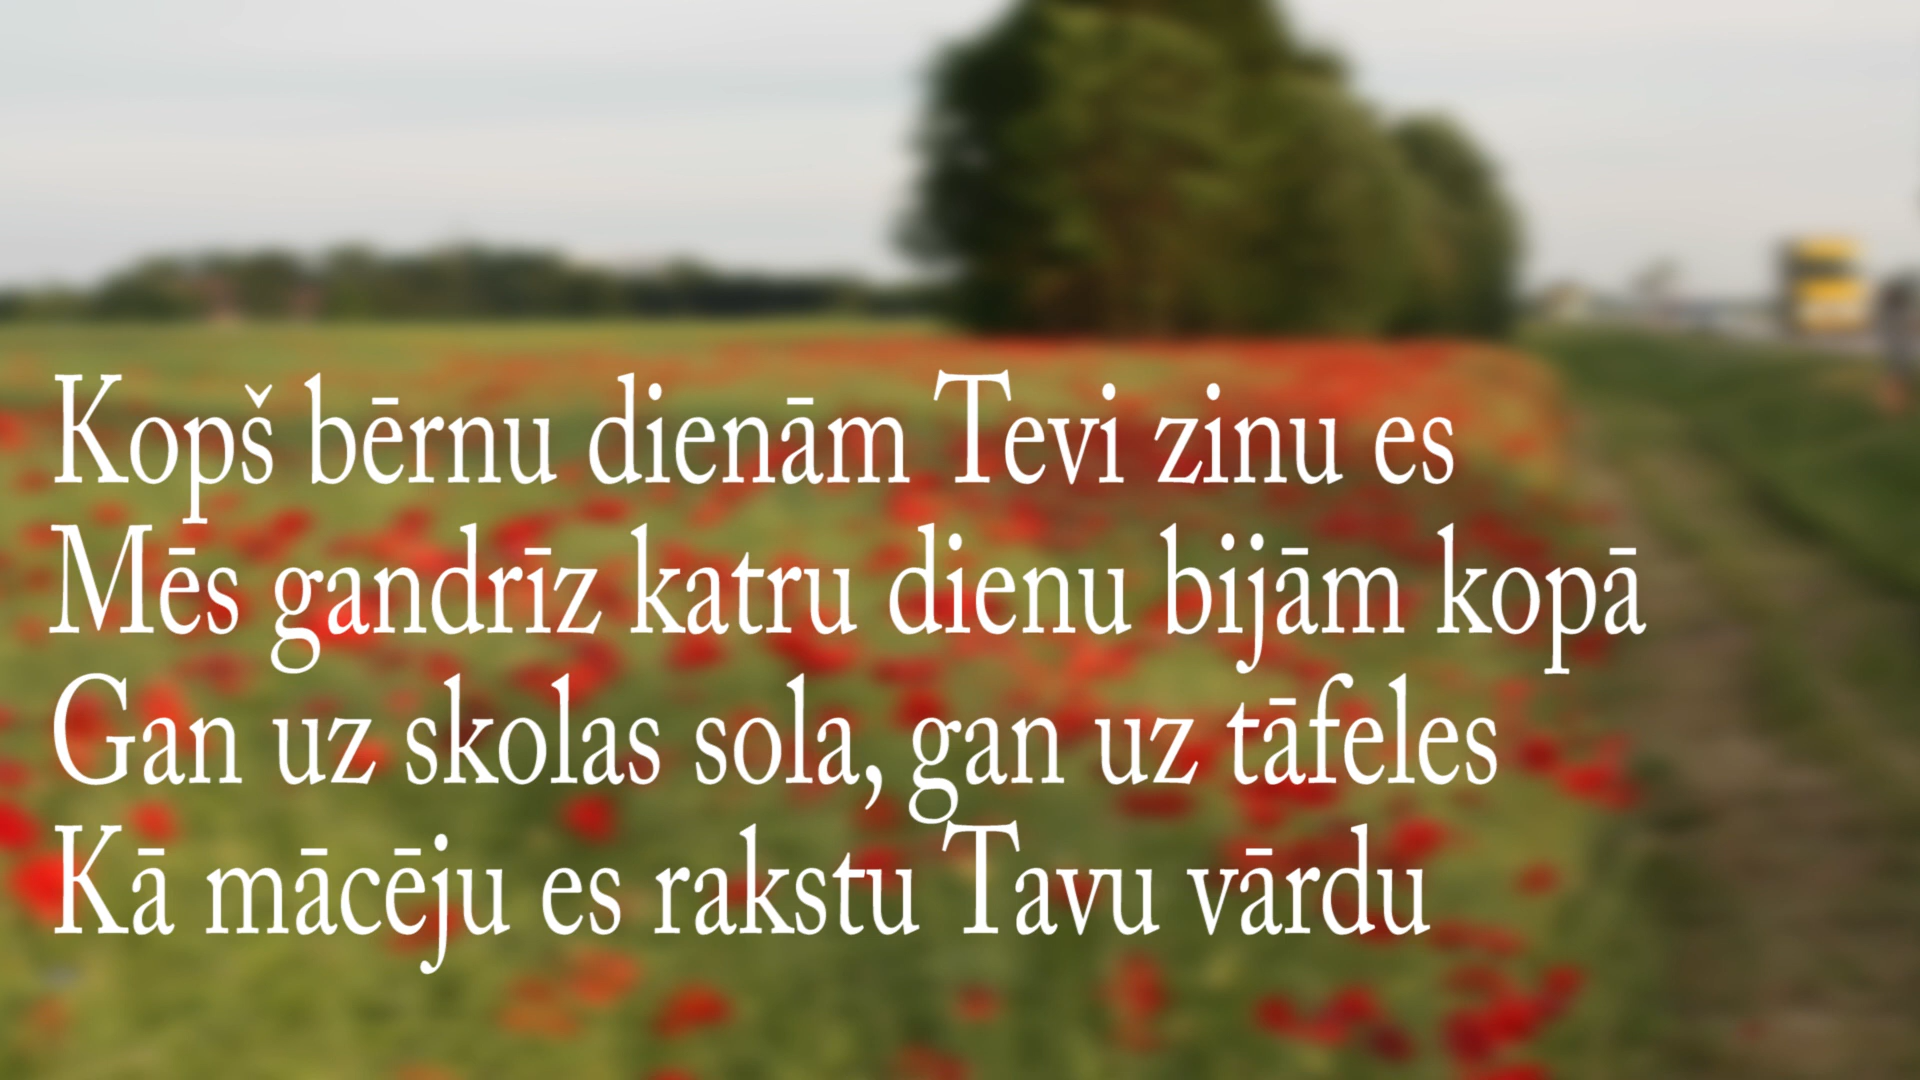 Kopš bērnu dienām Tevi zinu es
Mēs gandrīz katru dienu bijām kopā
Gan uz skolas sola, gan uz tāfeles
Kā mācēju es rakstu Tavu vārdu